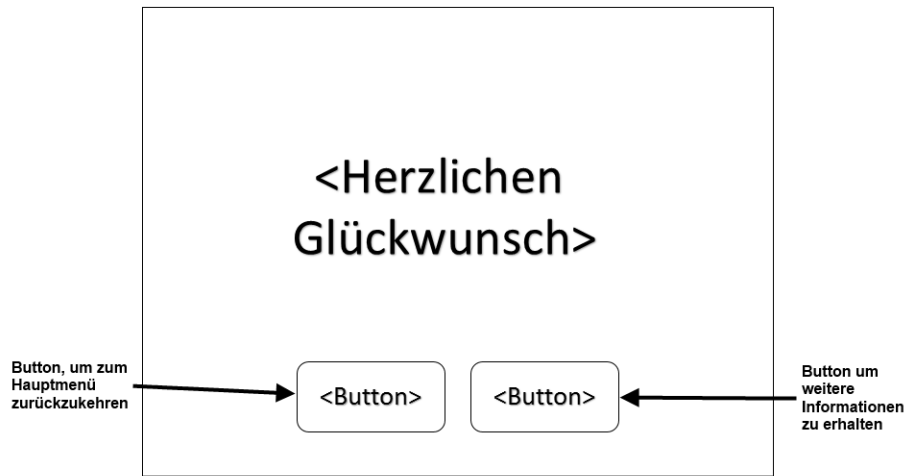 <Herzlichen
Glückwunsch>
Button, um zum
Hauptmenü
zurückzukehren
<Button>
<Button>
Button um
weitere
Informationen
zu erhalten